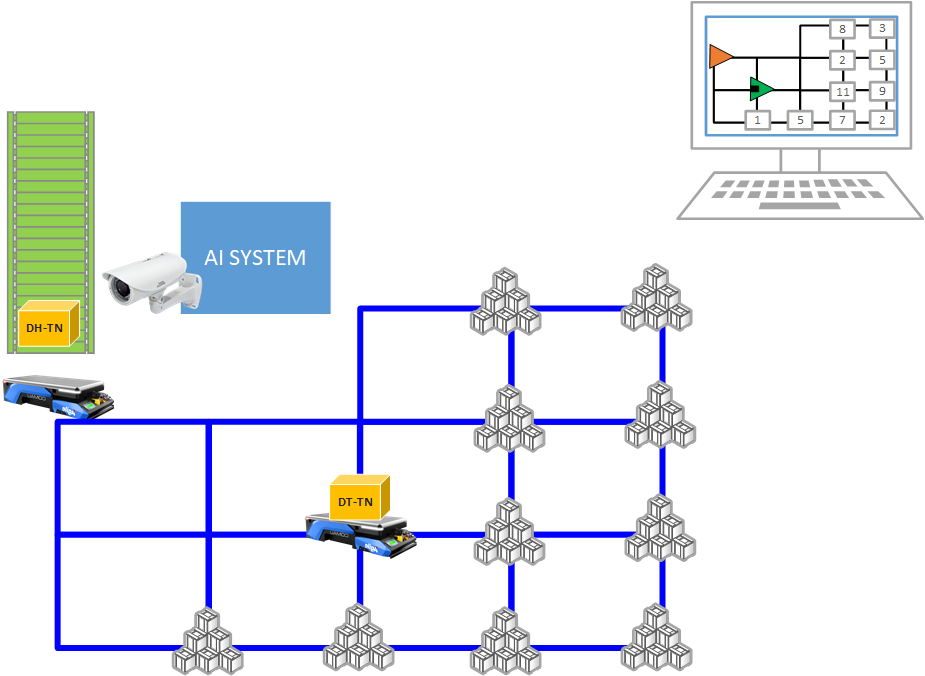 8 3
2 5
11 9
1 5 7 2
AI SYSTEM
DH-TN
DT-TN